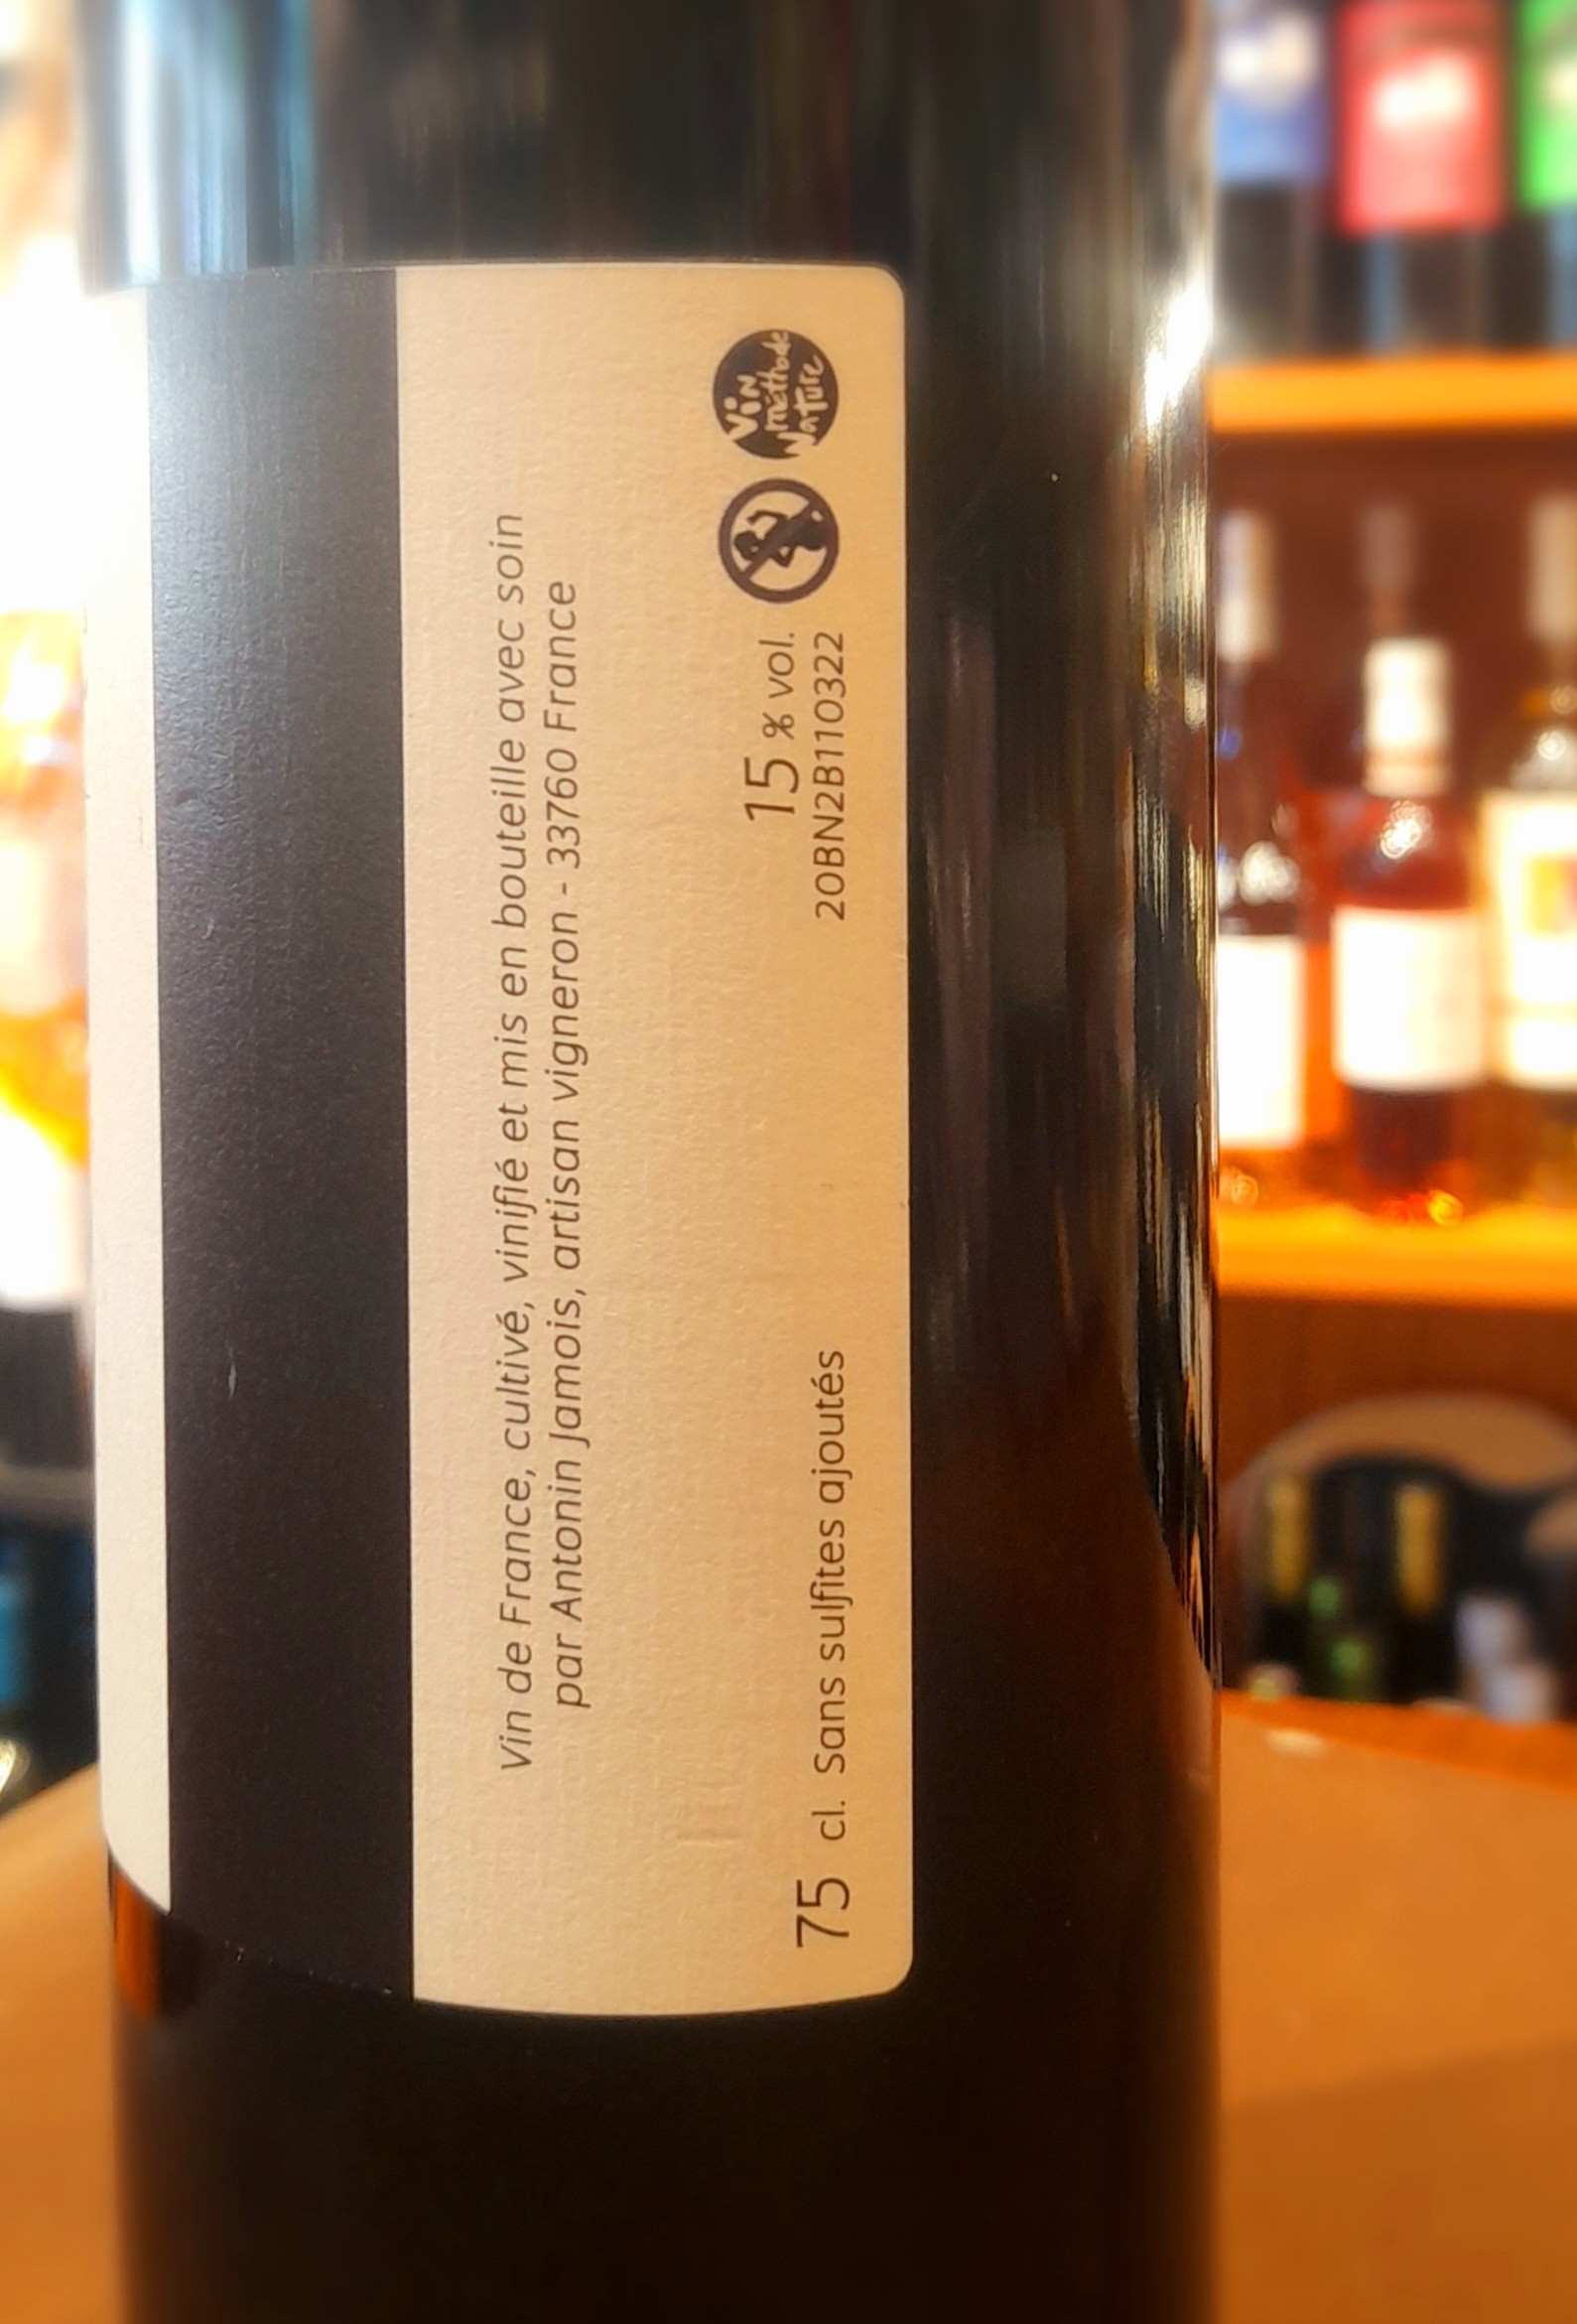 Vin de France, cultivé, vinifié et mis en bouteille avec soin
par Antonin Jamois, artisan vigneron - 33760 France
15 % vol.
20BN2B110322
Vin
méthode
Nature
75 cl. Sans sulfites ajoutés